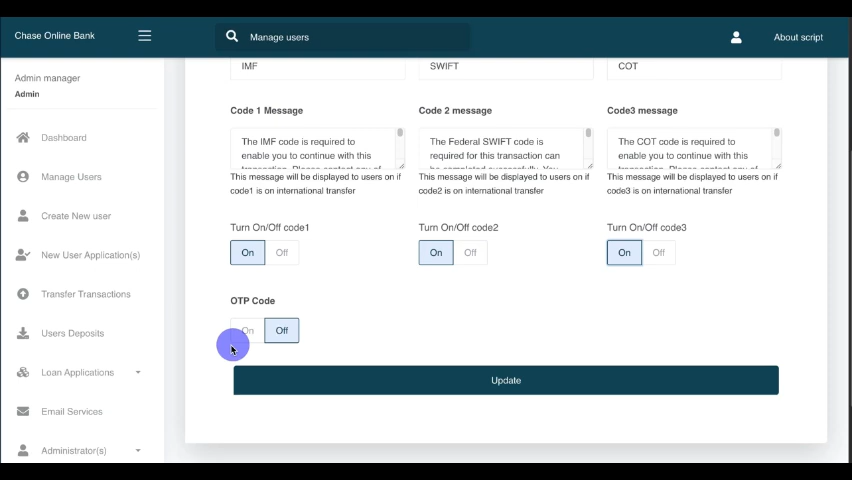 Chase Online Bank
Manage users
About script
Admin manager
Admin
Dashboard
Manage Users
Create New user
New User Application(s)
Transfer Transactions
Users Deposits
Loan Applications
Email Services
Administrator(s)
IMF
SWIFT
COT
Code 1 Message
Code 2 message
Code3 message
The IMF code is required to
enable you to continue with this
The Federal SWIFT code is
required for this transaction can
The COT code is required to
enable you to continue with this
This message will be displayed to users on if
code1 is on international transfer
This message will be displayed to users on if
code2 is on international transfer
This message will be displayed to users on if
code3 is on international transfer
Turn On/Off code1
Turn On/Off code2
Turn On/Off code3
On Off
On Off
On Off
OTP Code
On Off
Update